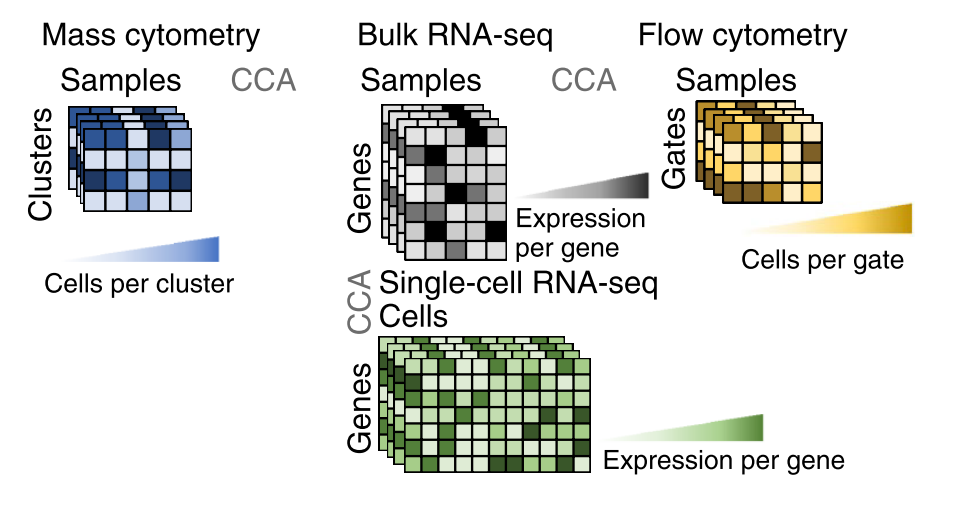 Mass cytometry
Samples
CCA
Clusters
Cells per cluster
Bulk RNA-seq
Samples
CCA
Genes
Expression
per gene
Flow cytometry
Samples
Gates
Cells per gate
CCA
Single-cell RNA-seq
Cells
Genes
Expression per gene